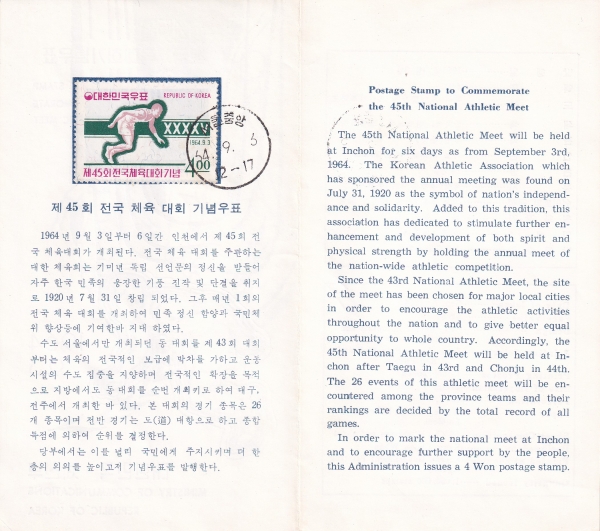 대한민국우표 REPUBLIC OF KOREA
XXXXV
1964.9.3
제45회전국체육대회기념 4.00
중앙
64. 9. 3
12-17
제 45 회 전국 체육 대회 기념우표
1964 년 9 월 3 일부터 6 일간 인천에서 제 45 회 전
국 체육대회가 개최된다. 전국 체육 대회를 주관하는
대한 체육회는 기미년 독립 선언문의 정신을 받들어
자주 한국 민족의 웅장한 기풍 진작 및 단결을 취지
로 1920 년 7 월 31 일 창립 되었다. 그후 매년 1 회의
전국 체육 대회를 개최하여 민족 정신 함양과 국민체
위 향상등에 기여한바 지대 하였다.
수도 서울에서만 개최되던 동 대회를 제 43 회 대회
부터는 체육의 전국적인 보급에 박차를 가하고 운동
시설의 수도 집중을 지양하며 전국적인 확장을 목적
으로 지방에서도 동 대회를 순번 개최키로 하여 대구,
전주에서 개최한 바 있다. 본 대회의 경기 종목은 26
개 종목이며 전반 경기는 도(道) 대항으로 하고 종합
득점에 의하여 순위를 결정한다.
당부에서는 이를 널리 국민에게 주지시키며 더 한
층의 의의를 높이고저 기념우표를 발행한다.
Postage Stamp to Commemorate
the 45th National Athletic Meet
The 45th National Athletic Meet will be held
at Inchon for six days as from September 3rd,
1964. The Korean Athletic Association which
has sponsored the annual meeting was found on
July 31, 1920 as the symbol of nation's independ-
ence and solidarity. Added to this tradition, this
association has dedicated to stimulate further en-
hancement and development of both spirit and
physical strength by holding the annual meet of
the nation-wide athletic competition.
Since the 43rd National Athletic Meet, the site
of the meet has been chosen for major local cities
in order to encourage the athletic activities
throughout the nation and to give better equal
opportunity to whole country. Accordingly, the
45th National Athletic Meet will be held at In-
chon after Taegu in 43rd and Chonju in 44th.
The 26 events of this athletic meet will be en-
countered among the province teams and their
rankings are decided by the total record of all
games.
In order to mark the national meet at Inchon
and to encourage further support by the people,
this Administration issues a 4 Won postage stamp.